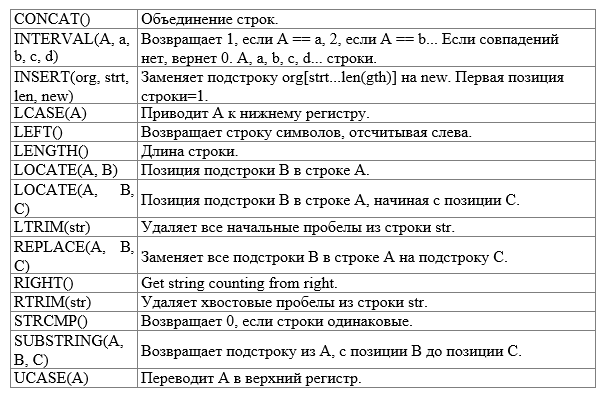 CONCAT() Объединение строк.
INTERVAL(A, a, Возвращает 1, если A == a, 2, если A == b... Если совпадений
b, c, d) нет, вернет 0. A, a, b, c, d... строки.
INSERT(org, strt, Заменяет подстроку org[strt...len(gth)] на new. Первая позиция
len, new) строки=1.
LCASE(A) Приводит A к нижнему регистру.
LEFT() Возвращает строку символов, отсчитывая слева.
LENGTH() Длина строки.
LOCATE(A, B) Позиция подстроки B в строке A.
LOCATE(A, B,
C) Позиция подстроки B в строке A, начиная с позиции C.
LTRIM(str) Удаляет все начальные пробелы из строки str.
REPLACE(A, B,
C) Заменяет все подстроки B в строке A на подстроку C.
RIGHT() Get string counting from right.
RTRIM(str) Удаляет хвостовые пробелы из строки str.
STRCMP() Возвращает 0, если строки одинаковые.
SUBSTRING(A,
B, C) Возвращает подстроку из A, с позиции B до позиции C.
UCASE(A) Переводит A в верхний регистр.